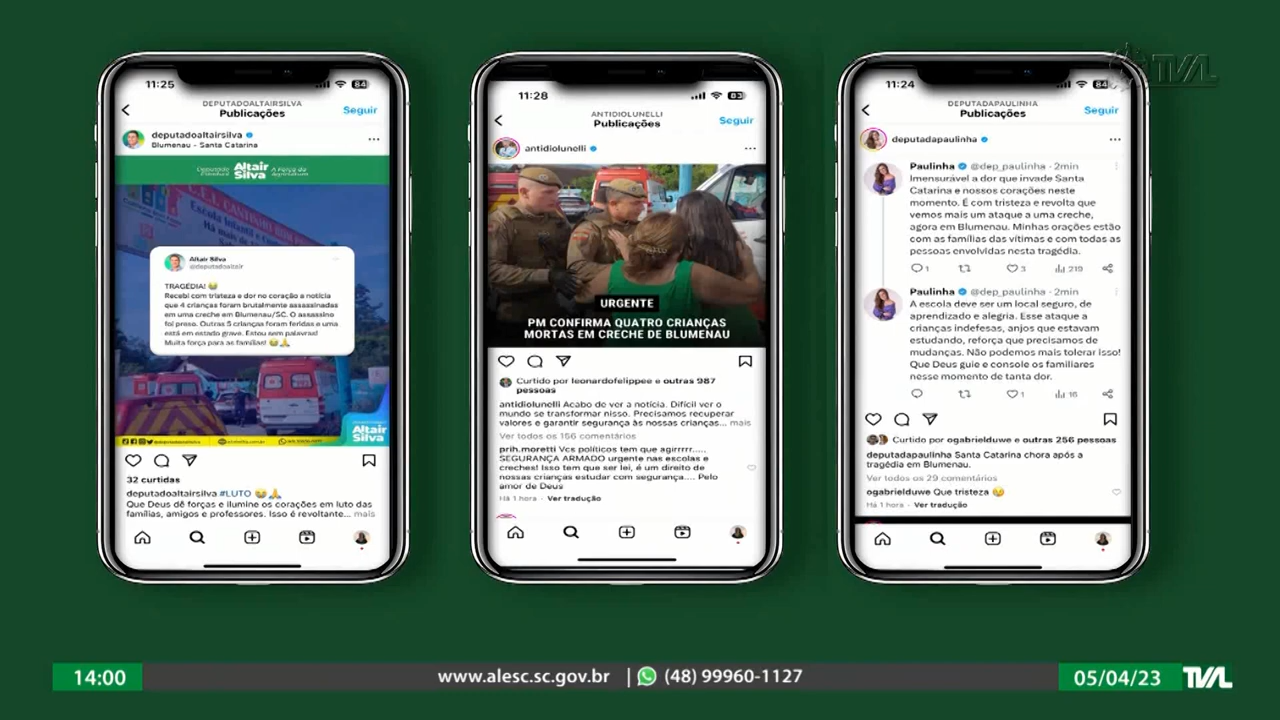 11:25
84
DEPUTADOALTAIRSILVA
Publicações
Seguir
deputadoaltairsilva
Blumenau - Santa Catarina
Deputado
Estadual
Altair
Silva
A Força do
Altair Silva
@deputadoaltair
TRAGÉDIA! 😭
Recebi com tristeza e dor no coração a notícia
que 4 crianças foram brutalmente assassinadas
em uma creche em Blumenau/SC. O assassino
foi preso. Outras 5 crianças foram feridas e uma
está em estado grave. Estou sem palavras!
Muita força para as famílias! 😭🙏
Altair
Silva
32 curtidas
deputadoaltairsilva #LUTO 😭🙏
Que Deus dê forças e ilumine os corações em luto das
famílias, amigos e professores. Isso é revoltante... mais
11:28
83
ANTIDIOLUNELLI
Publicações
Seguir
antidiolunelli
URGENTE
PM CONFIRMA QUATRO CRIANÇAS
MORTAS EM CRECHE DE BLUMENAU
Curtido por leonardofelippee e outras 987
pessoas
antidiolunelli Acabo de ver a notícia. Difícil ver o
mundo se transformar nisso. Precisamos recuperar
valores e garantir segurança às nossas crianças... mais
Ver todos os 156 comentários
prih.moretti Vcs políticos tem que agirrrrr.....
SEGURANÇA ARMADO urgente nas escolas e
creches! Isso tem que ser lei, é um direito de
nossas crianças estudar com segurança.... Pelo
amor de Deus
Há 1 hora · Ver tradução
11:24
84
DEPUTADAPAULINHA
Publicações
Seguir
deputadapaulinha
Paulinha @dep_paulinha · 2min
Imensurável a dor que invade Santa
Catarina e nossos corações neste
momento. É com tristeza e revolta que
vemos mais um ataque a uma creche,
agora em Blumenau. Minhas orações estão
com as famílias das vítimas e com todas as
pessoas envolvidas nesta tragédia.
1 3 219
Paulinha @dep_paulinha · 2min
A escola deve ser um local seguro, de
aprendizado e alegria. Esse ataque a
crianças indefesas, anjos que estavam
estudando, reforça que precisamos de
mudanças. Não podemos mais tolerar isso!
Que Deus guie e console os familiares
nesse momento de tanta dor.
1 16
Curtido por ogabrielduwe e outras 256 pessoas
deputadapaulinha Santa Catarina chora após a
tragédia em Blumenau.
Ver todos os 29 comentários
ogabrielduwe Que tristeza 😢
Há 1 hora · Ver tradução
TVAL
14:00
www.alesc.sc.gov.br | (48) 99960-1127
05/04/23
TVAL